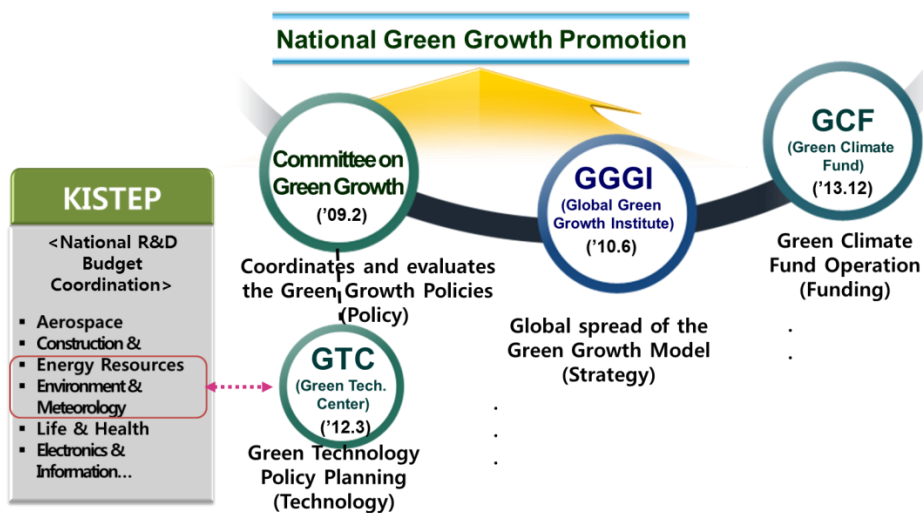 National Green Growth Promotion
Committee on
Green Growth
('09.2)
Coordinates and evaluates
the Green Growth Policies
(Policy)
GGGI
(Global Green
Growth Institute)
('10.6)
Global spread of the
Green Growth Model
(Strategy)
GCF
(Green Climate
Fund)
('13.12)
Green Climate
Fund Operation
(Funding)
KISTEP
<National R&D
Budget
Coordination>
▪ Aerospace
▪ Construction &
▪ Energy Resources
▪ Environment &
Meteorology
▪ Life & Health
▪ Electronics &
Information...
GTC
(Green Tech.
Center)
('12.3)
Green Technology
Policy Planning
(Technology)